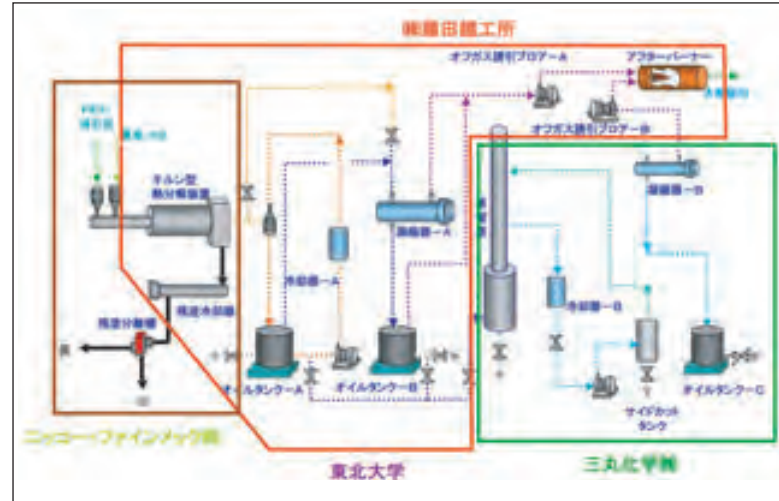 ㈱鎌田鐵工所
オフガス誘引ブロアーA
アフターバーナー
オフガス誘引ブロアーB
キルン型
熱分解装置
凝縮器-A
凝縮器-B
冷却器-A
冷却器-B
残渣冷却器
残渣分離機
オイルタンク-A
オイルタンク-B
オイルタンク-C
サイドカット
タンク
ニッコー・ファインメック㈱
東北大学
三丸化学㈱